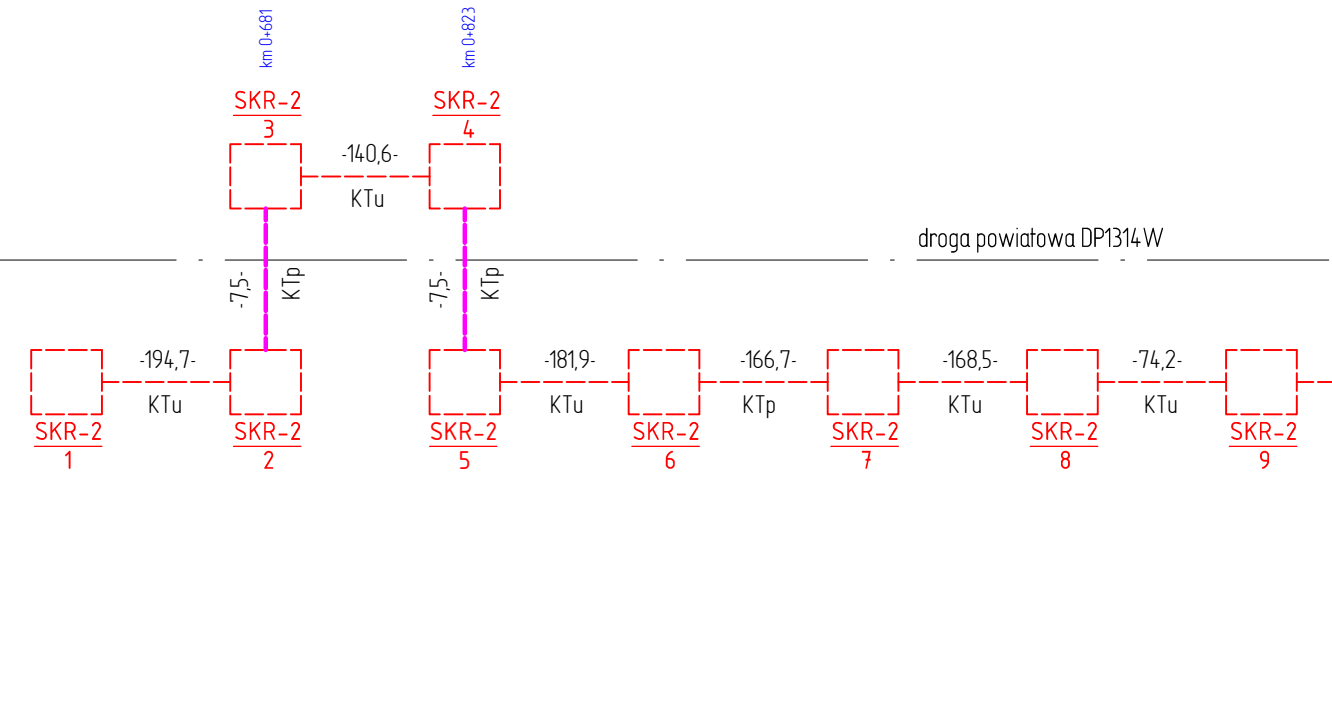 km 0+681
km 0+823
SKR-2
3
SKR-2
4
-140,6-
KTu
droga powiatowa DP1314W
-7,5-
KTp
-7,5-
KTp
-194,7-
KTu
-181,9-
KTu
-166,7-
KTp
-168,5-
KTu
-74,2-
KTu
SKR-2
1
SKR-2
2
SKR-2
5
SKR-2
6
SKR-2
7
SKR-2
8
SKR-2
9